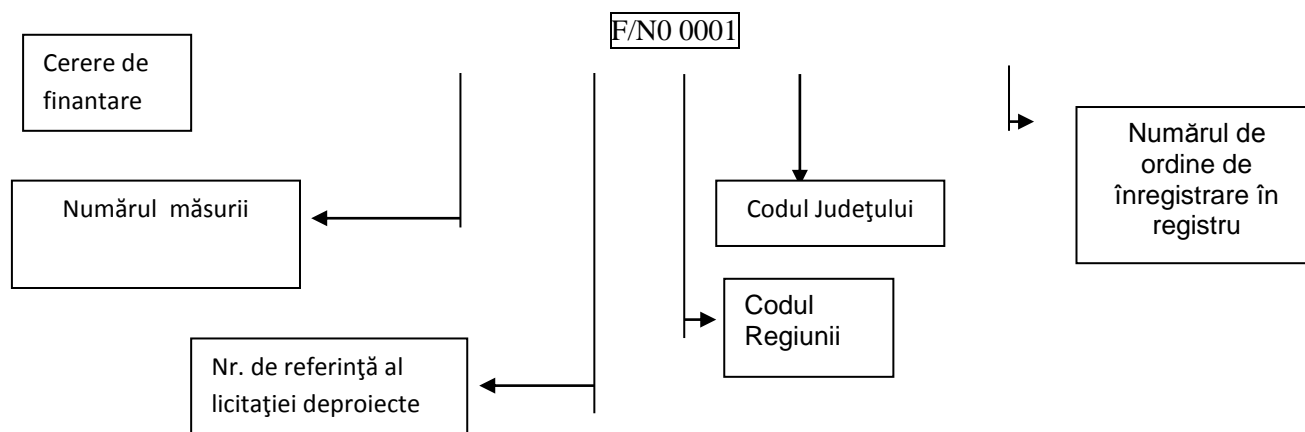 F/N0 0001
Cerere de
finantare
Numărul măsurii
Codul Judeţului
Numărul de
ordine de
înregistrare în
registru
Codul
Regiunii
Nr. de referinţă al
licitaţiei deproiecte